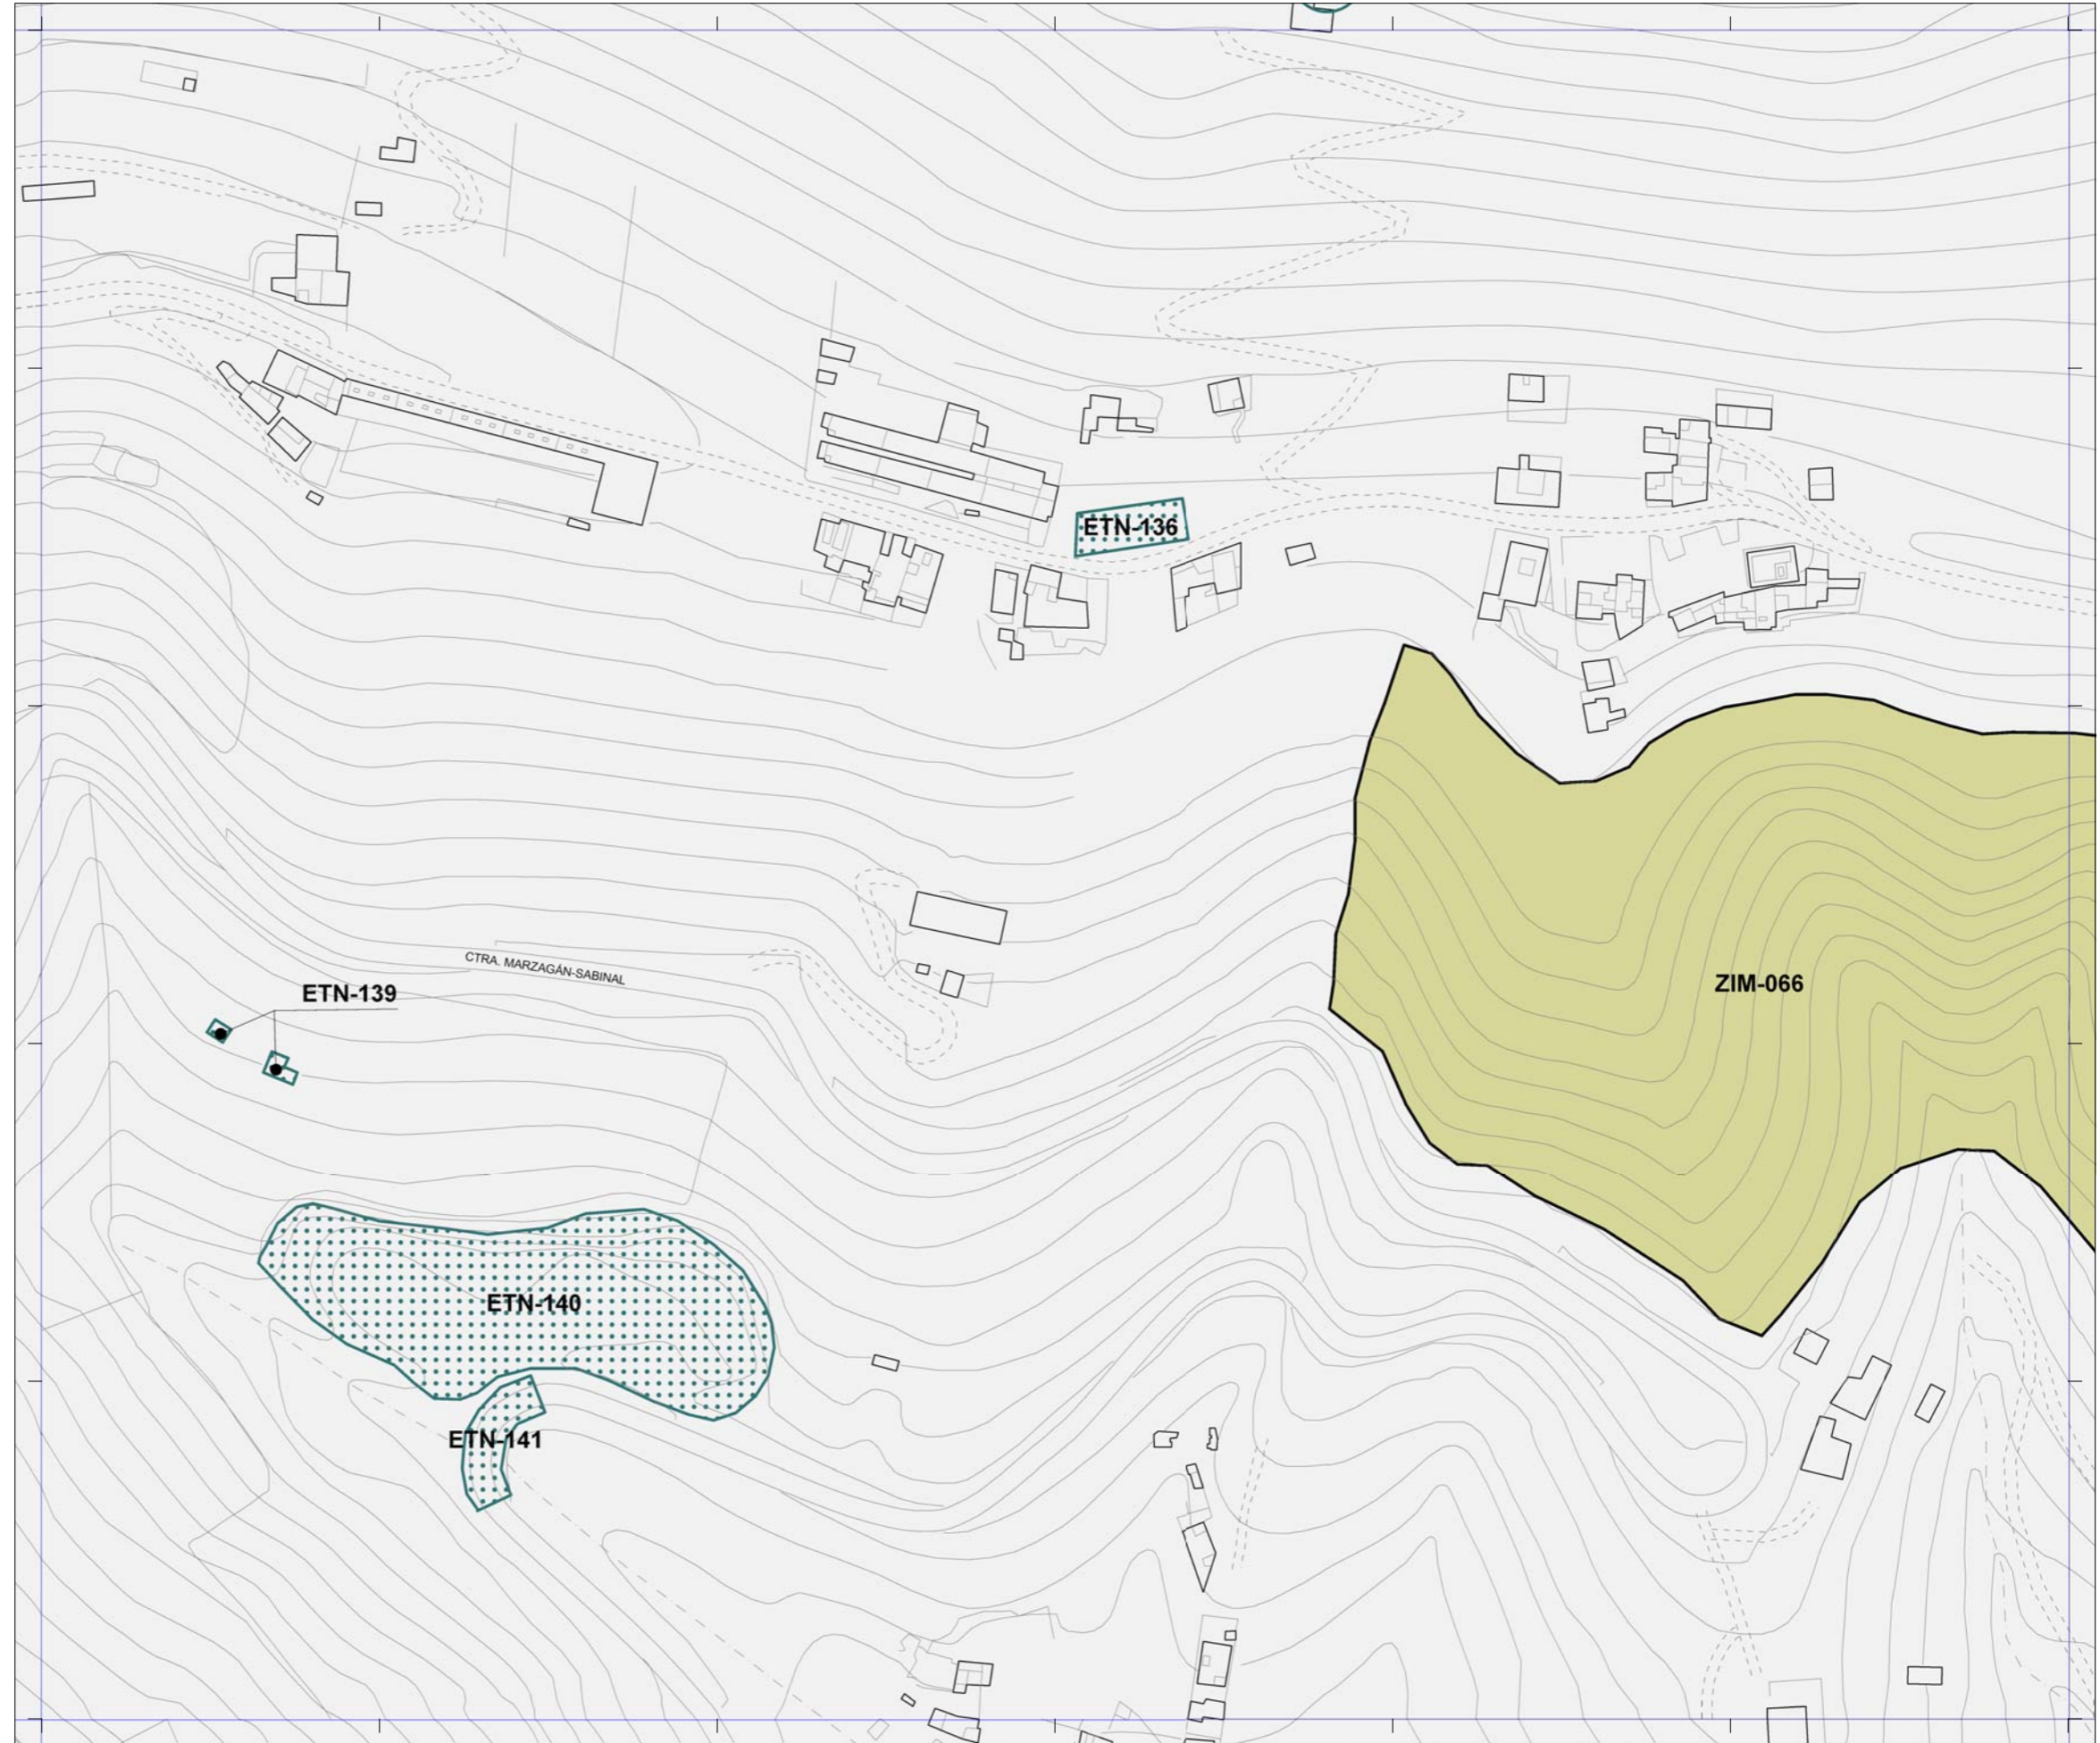 ETN-136
CTRA. MARZAGÁN-SABINAL
ZIM-066
ETN-139
ETN-140
ETN-141